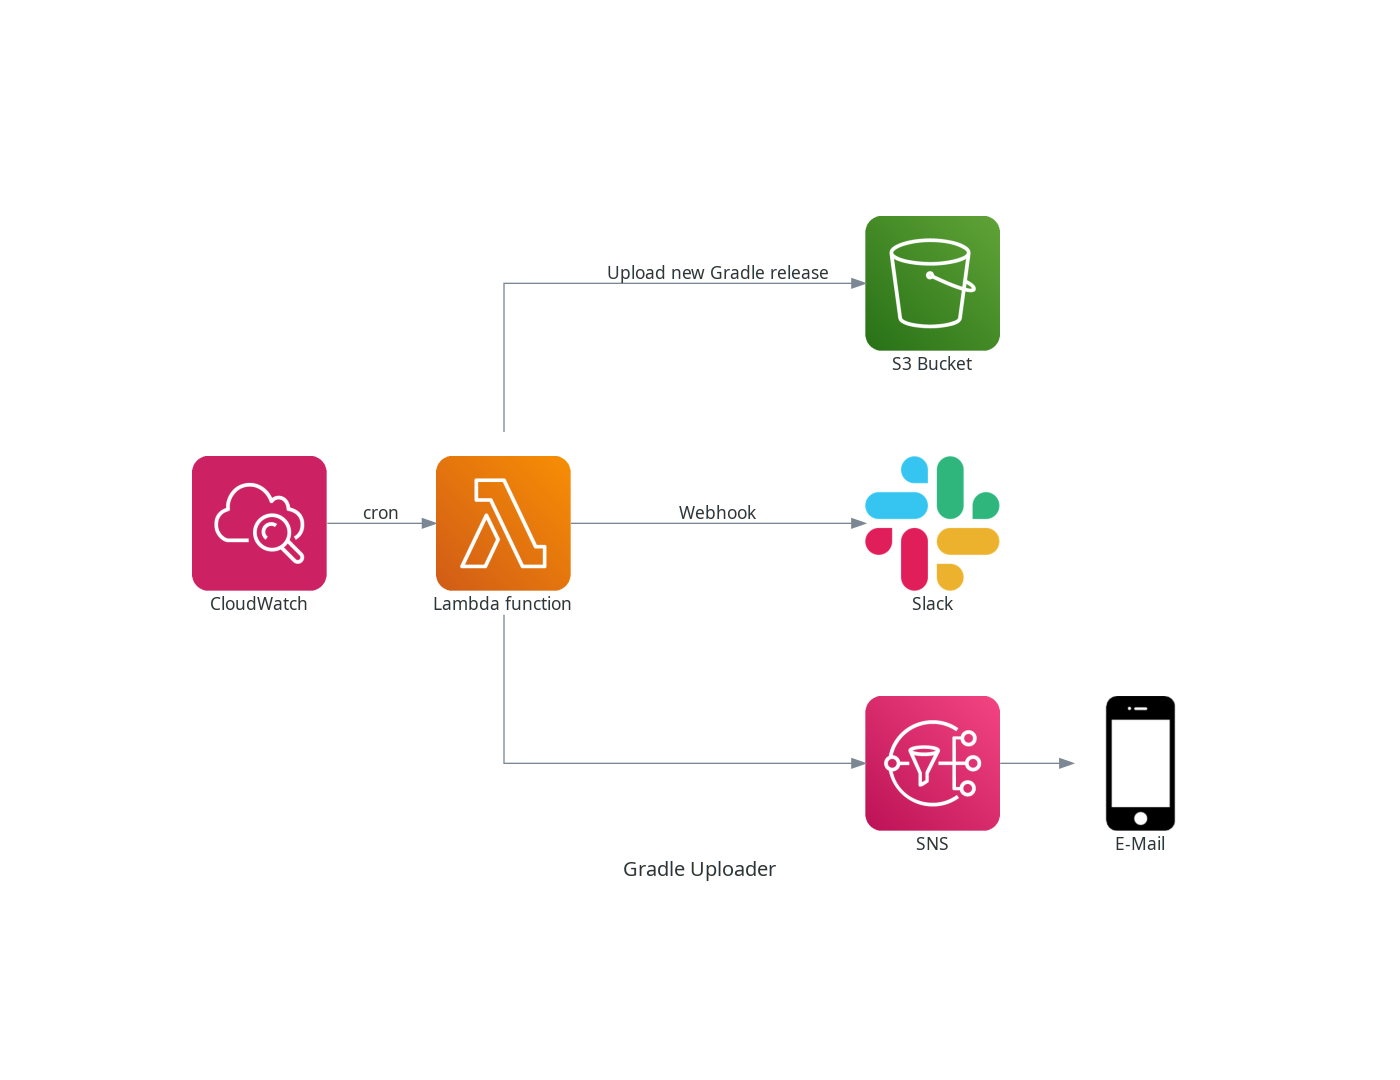 Upload new Gradle release
S3 Bucket
cron
Webhook
CloudWatch
Lambda function
Slack
SNS
E-Mail
Gradle Uploader